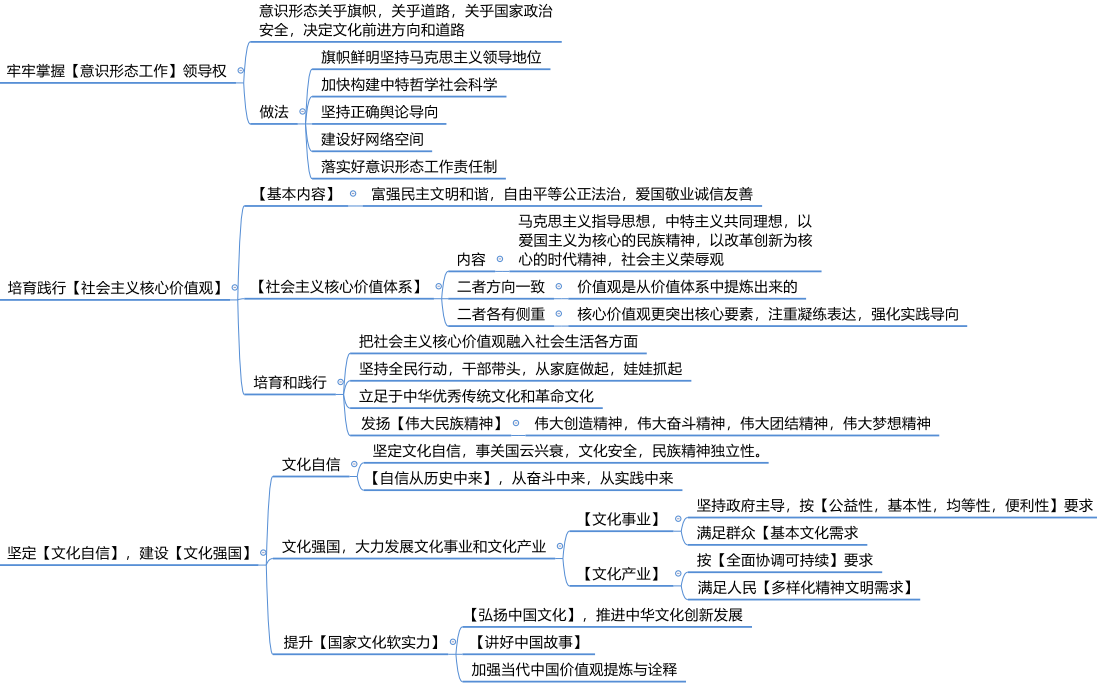 意识形态关乎旗帜，关乎道路，关乎国家政治
安全，决定文化前进方向和道路
牢牢掌握【意识形态工作】领导权
旗帜鲜明坚持马克思主义领导地位
加快构建中特哲学社会科学
做法
坚持正确舆论导向
建设好网络空间
落实好意识形态工作责任制
【基本内容】
富强民主文明和谐，自由平等公正法治，爱国敬业诚信友善
培育践行【社会主义核心价值观】
【社会主义核心价值体系】
内容
马克思主义指导思想，中特主义共同理想，以
爱国主义为核心的民族精神，以改革创新为核
心的时代精神，社会主义荣辱观
二者方向一致
价值观是从价值体系中提炼出来的
二者各有侧重
核心价值观更突出核心要素，注重凝练表达，强化实践导向
培育和践行
把社会主义核心价值观融入社会生活各方面
坚持全民行动，干部带头，从家庭做起，娃娃抓起
立足于中华优秀传统文化和革命文化
发扬【伟大民族精神】
伟大创造精神，伟大奋斗精神，伟大团结精神，伟大梦想精神
坚定【文化自信】，建设【文化强国】
文化自信
坚定文化自信，事关国云兴衰，文化安全，民族精神独立性。
【自信从历史中来】，从奋斗中来，从实践中来
文化强国，大力发展文化事业和文化产业
【文化事业】
坚持政府主导，按【公益性，基本性，均等性，便利性】要求
满足群众【基本文化需求
【文化产业】
按【全面协调可持续】要求
满足人民【多样化精神文明需求】
提升【国家文化软实力】
【弘扬中国文化】，推进中华文化创新发展
【讲好中国故事】
加强当代中国价值观提炼与诠释